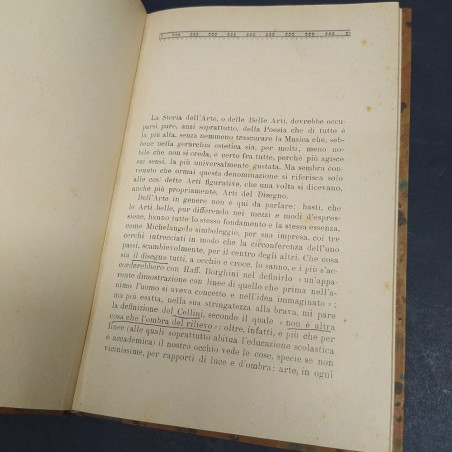 La Storia dell'Arte, o delle Belle Arti, dovrebbe occu-
parsi pure, anzi soprattutto, della Poesia che di tutte è
la più alta, senza nemmeno trascurare la Musica che, seb-
bene nella gerarchia estetica sia, per molti, meno no-
bile che non si creda, è certo fra tutte, perché più agisce
sui sensi, la più universalmente gustata. Ma sembra con-
venuto che ormai questa denominazione si riferisca solo
alle così dette Arti figurative, che una volta si dicevano,
anche più propriamente, Arti del Disegno.
Dell'Arte in genere non è qui da parlare: basti, che
le Arti belle, pur differendo nei mezzi e modi d'espres-
sione, hanno tutte lo stesso fondamento e la stessa essenza,
come Michelangelo simboleggiò, per sua impresa, coi tre
cerchi intrecciati in modo che la circonferenza dell'uno
passi, scambievolmente, per il centro degli altri. Che cosa
sia il disegno tutti, a occhio e croce, lo sanno, e i più s'ac-
corderebbero con Raff. Borghini nel definirlo « un'appa-
rente dimostrazione con linee di quello che prima nell'a-
nimo l'uomo si aveva concetto e nell'idea immaginato »;
ma più esatta, nella sua stringatezza alla brava, mi pare
la definizione del Cellini, secondo il quale « non è altra
cosa che l'ombra del rilievo »: oltre, infatti, e più che per
linee (alle quali soprattutto abitua l'educazione scolastica
e accademica) il nostro occhio vede le cose, specie se non
vicinissime, per rapporti di luce e d'ombra: arte, in ogni